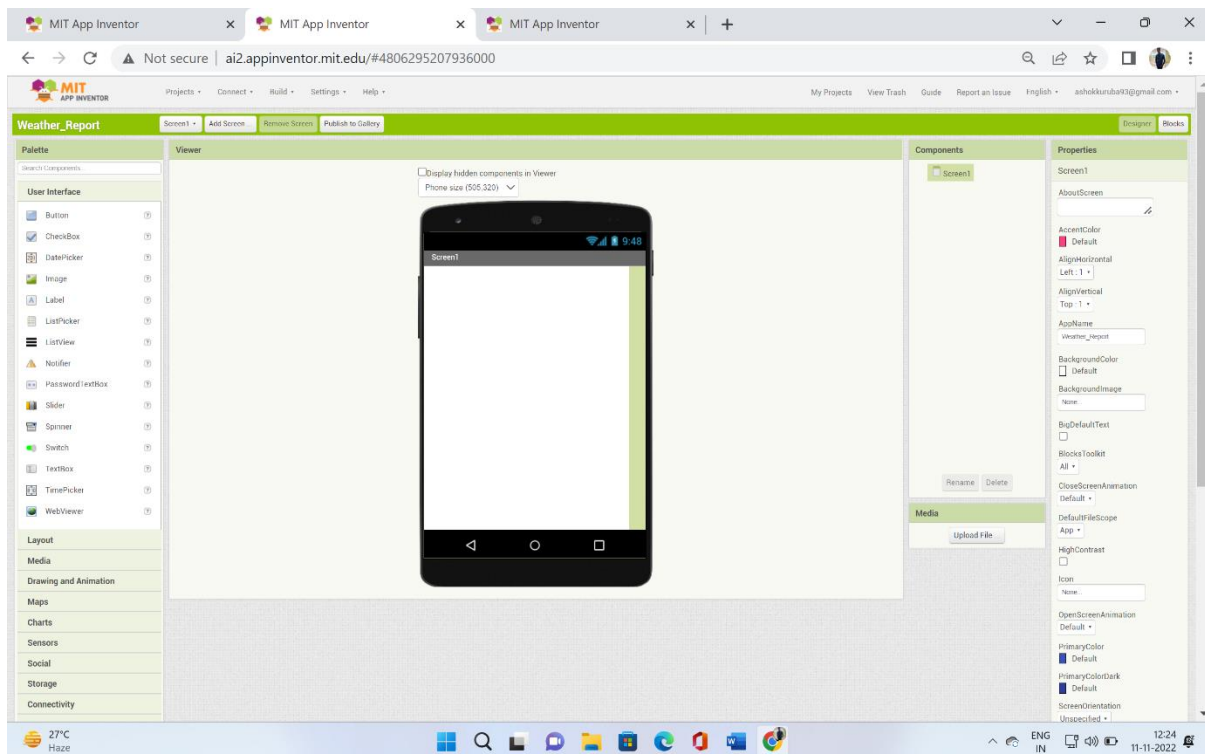 MIT App Inventor
MIT App Inventor
MIT App Inventor
Not secure ai2.appinventor.mit.edu/#4806295207936000
MIT
APP INVENTOR
Projects Connect Build Settings Help
My Projects View Trash Guide Report an Issue English ashokkuruba93@gmail.com
Weather_Report
Screen1 Add Screen ... Remove Screen Publish to Gallery
Designer Blocks
Palette
Search Components...
User Interface
Button
CheckBox
DatePicker
Image
Label
ListPicker
ListView
Notifier
PasswordTextBox
Slider
Spinner
Switch
TextBox
TimePicker
WebViewer
Layout
Media
Drawing and Animation
Maps
Charts
Sensors
Social
Storage
Connectivity
Viewer
Display hidden components in Viewer
Phone size (505,320)
9:48
Screen1
Components
Screen1
Rename Delete
Media
Upload File ...
Properties
Screen1
AboutScreen
AccentColor
Default
AlignHorizontal
Left : 1
AlignVertical
Top : 1
AppName
Weather_Report
BackgroundColor
Default
BackgroundImage
None...
BigDefaultText
BlocksToolkit
All
CloseScreenAnimation
Default
DefaultFileScope
App
HighContrast
Icon
None...
OpenScreenAnimation
Default
PrimaryColor
Default
PrimaryColorDark
Default
ScreenOrientation
Unspecified
27°C
Haze
ENG
IN
12:24
11-11-2022